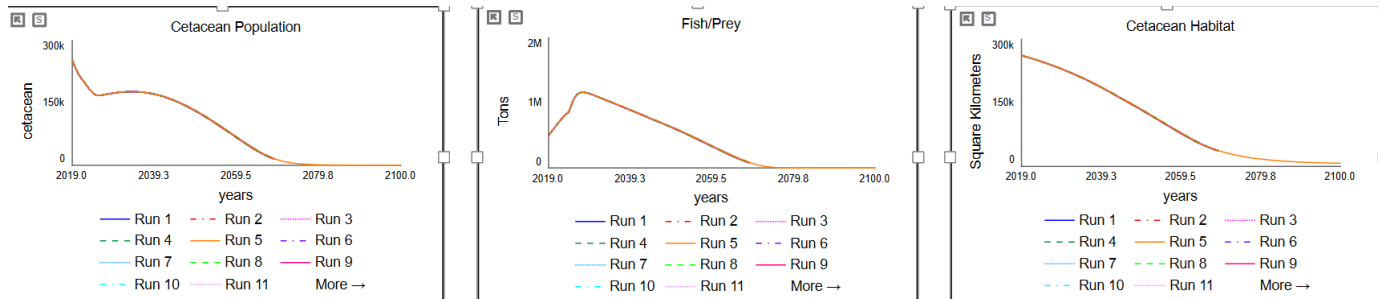 S
Cetacean Population
300k
150k
0
cetacean
2019.0 2039.3 2059.5 2079.8 2100.0
years
Run 1 Run 2 Run 3
Run 4 Run 5 Run 6
Run 7 Run 8 Run 9
Run 10 Run 11 More →
S
Fish/Prey
2M
1M
0
Tons
2019.0 2039.3 2059.5 2079.8 2100.0
years
Run 1 Run 2 Run 3
Run 4 Run 5 Run 6
Run 7 Run 8 Run 9
Run 10 Run 11 More →
S
Cetacean Habitat
300k
150k
0
Square Kilometers
2019.0 2039.3 2059.5 2079.8 2100.0
years
Run 1 Run 2 Run 3
Run 4 Run 5 Run 6
Run 7 Run 8 Run 9
Run 10 Run 11 More →